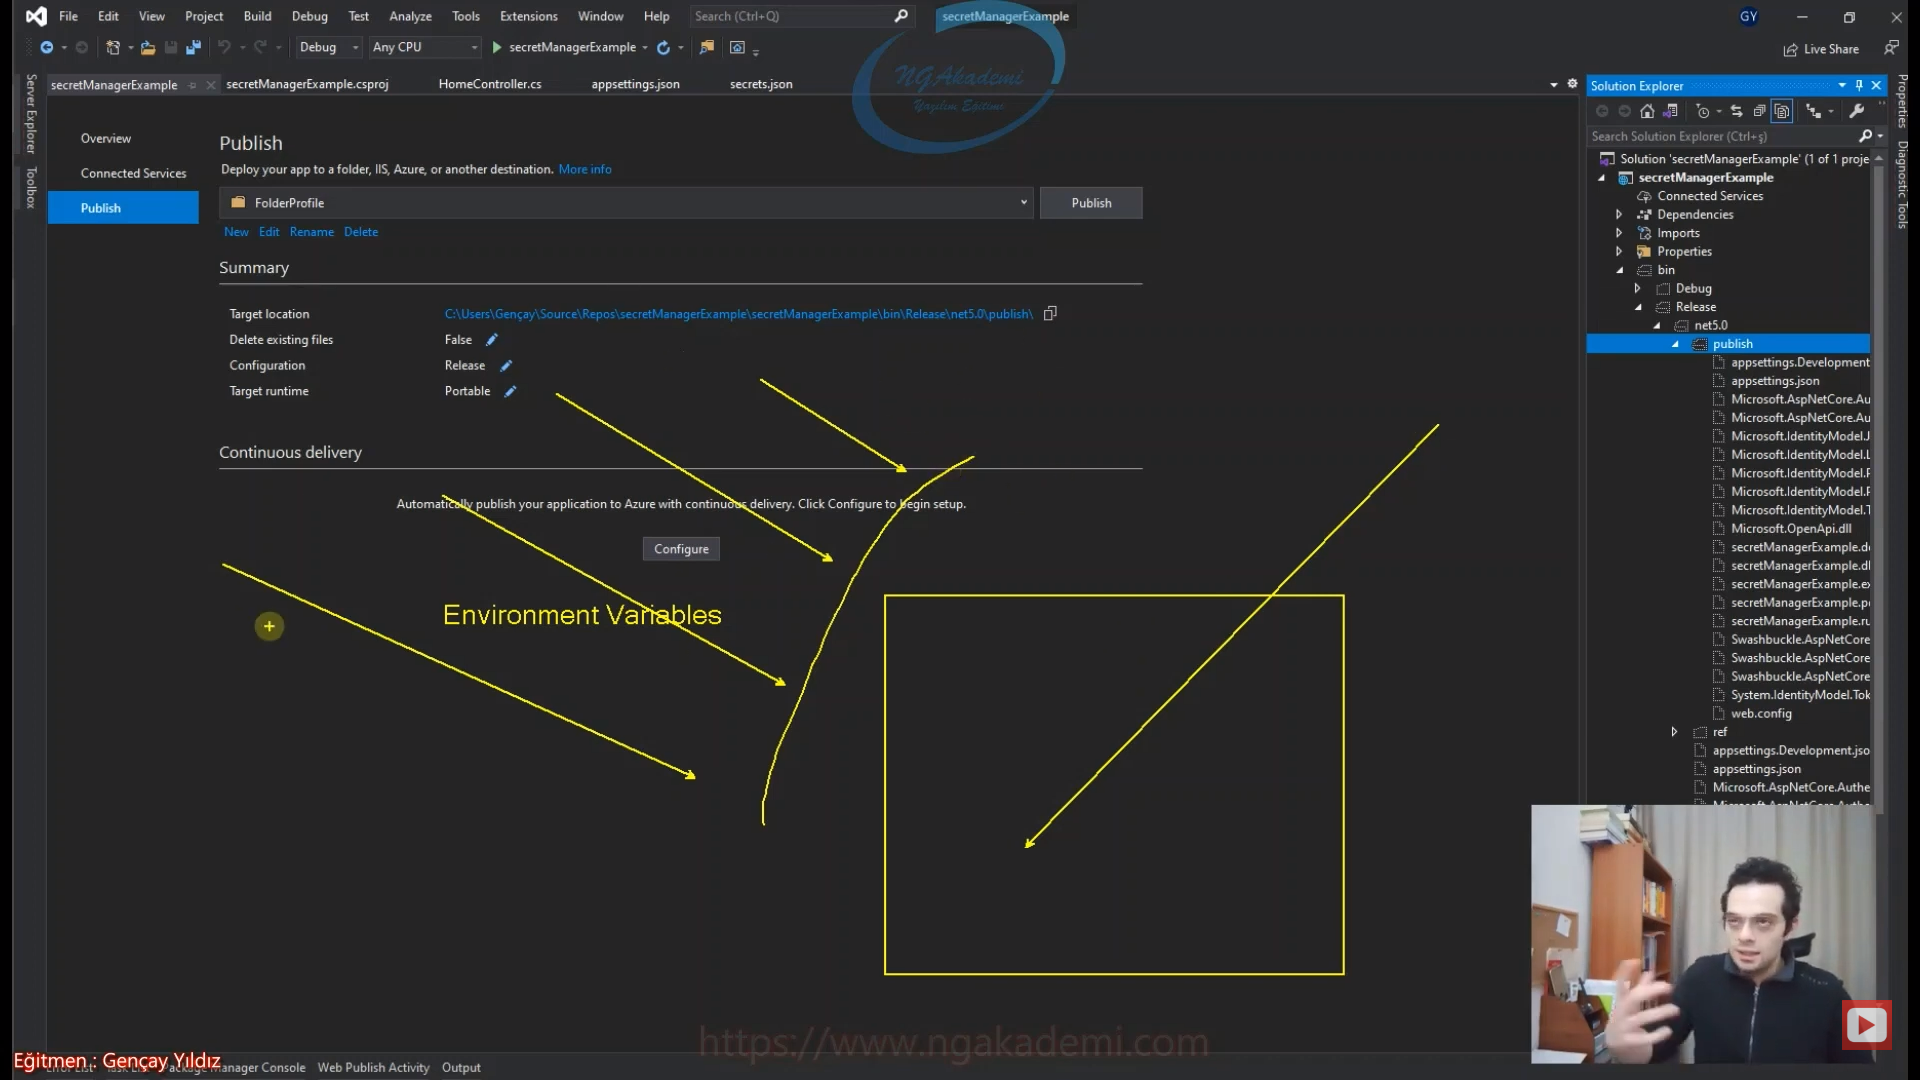 File Edit View Project Build Debug Test Analyze Tools Extensions Window Help Search (Ctrl+Q) secretManagerExample GY
Debug Any CPU secretManagerExample Live Share
secretManagerExample secretManagerExample.csproj HomeController.cs appsettings.json secrets.json
NGAkademi
Yazılım Eğitimi
Server Explorer
Toolbox
Overview
Connected Services
Publish
Publish
Deploy your app to a folder, IIS, Azure, or another destination. More info
FolderProfile Publish
New Edit Rename Delete
Summary
Target location C:\Users\Gençay\Source\Repos\secretManagerExample\secretManagerExample\bin\Release\net5.0\publish\
Delete existing files False
Configuration Release
Target runtime Portable
Continuous delivery
Automatically publish your application to Azure with continuous delivery. Click Configure to begin setup.
Configure
Environment Variables
Solution Explorer
Search Solution Explorer (Ctrl+ş)
Solution 'secretManagerExample' (1 of 1 proje
secretManagerExample
Connected Services
Dependencies
Imports
Properties
bin
Debug
Release
net5.0
publish
appsettings.Development
appsettings.json
Microsoft.AspNetCore.Au
Microsoft.AspNetCore.Au
Microsoft.IdentityModel.J
Microsoft.IdentityModel.L
Microsoft.IdentityModel.P
Microsoft.IdentityModel.P
Microsoft.IdentityModel.T
Microsoft.OpenApi.dll
secretManagerExample.de
secretManagerExample.dl
secretManagerExample.ex
secretManagerExample.pc
secretManagerExample.ru
Swashbuckle.AspNetCore
Swashbuckle.AspNetCore
Swashbuckle.AspNetCore
System.IdentityModel.Tok
web.config
ref
appsettings.Development.jso
appsettings.json
Microsoft.AspNetCore.Authe
Properties
Diagnostic Tools
https://www.ngakademi.com
Eğitmen : Gençay Yıldız
Manager Console Web Publish Activity Output